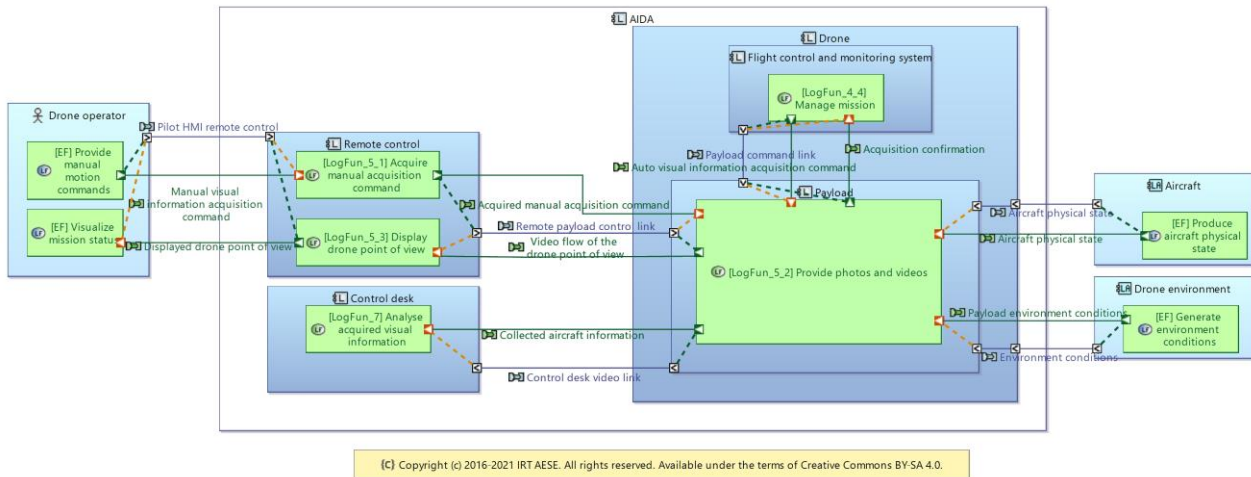 AIDA
Drone
Flight control and monitoring system
[LogFun_4_4]
Manage mission
Drone operator
Pilot HMI remote control
[EF] Provide
manual
motion
commands
[EF] Visualize
mission status
Manual visual
information acquisition
command
Displayed drone point of view
Remote control
[LogFun_5_1] Acquire
manual acquisition
command
[LogFun_5_3] Display
drone point of view
Payload command link
Acquisition confirmation
Auto visual information acquisition command
Acquired manual acquisition command
Remote payload control link
Video flow of the
drone point of view
Payload
[LogFun_5_2] Provide photos and videos
Aircraft
Aircraft physical state
Aircraft physical state
[EF] Produce
aircraft physical
state
Drone environment
Payload environment conditions
[EF] Generate
environment
conditions
Environment conditions
Control desk
[LogFun_7] Analyse
acquired visual
information
Collected aircraft information
Control desk video link
{C} Copyright (c) 2016-2021 IRT AESE. All rights reserved. Available under the terms of Creative Commons BY-SA 4.0.